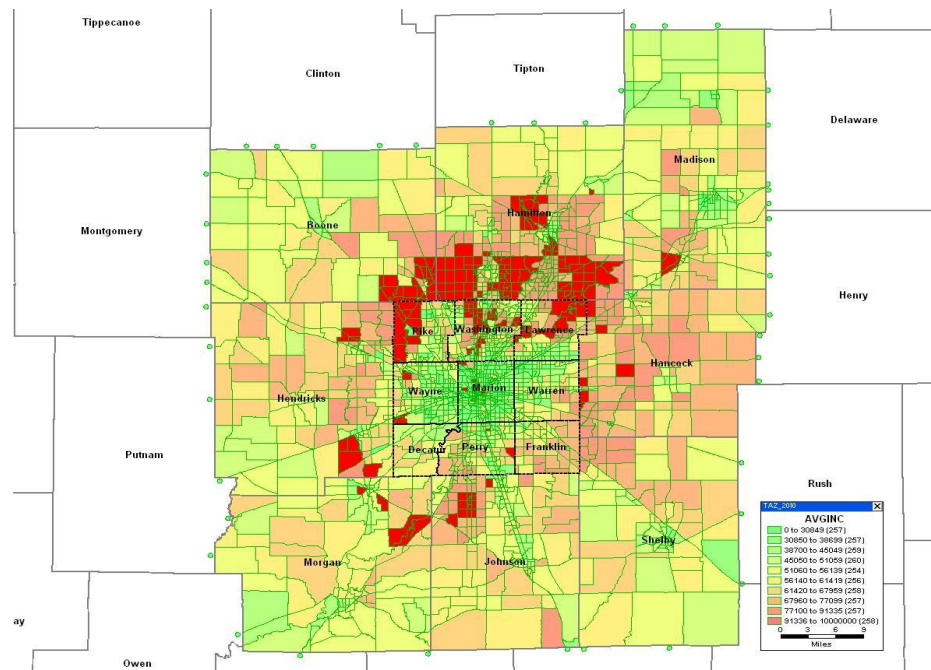 Tippecanoe
Clinton
Tipton
Delaware
Madison
Montgomery
Boone
Hamilton
Henry
Pike
Washington
Lawrence
Hancock
Hendricks
Wayne
Marion
Warren
Putnam
Decatur
Perry
Franklin
Rush
Shelby
Morgan
Johnson
ay
Owen
TAZ_2010
AVGINC
0 to 30849 (257)
30850 to 38699 (257)
38700 to 45049 (259)
45050 to 51059 (260)
51060 to 56139 (254)
56140 to 61419 (256)
61420 to 67959 (258)
67960 to 77099 (257)
77100 to 91335 (257)
91336 to 10000000 (258)
0 3 6 9
Miles